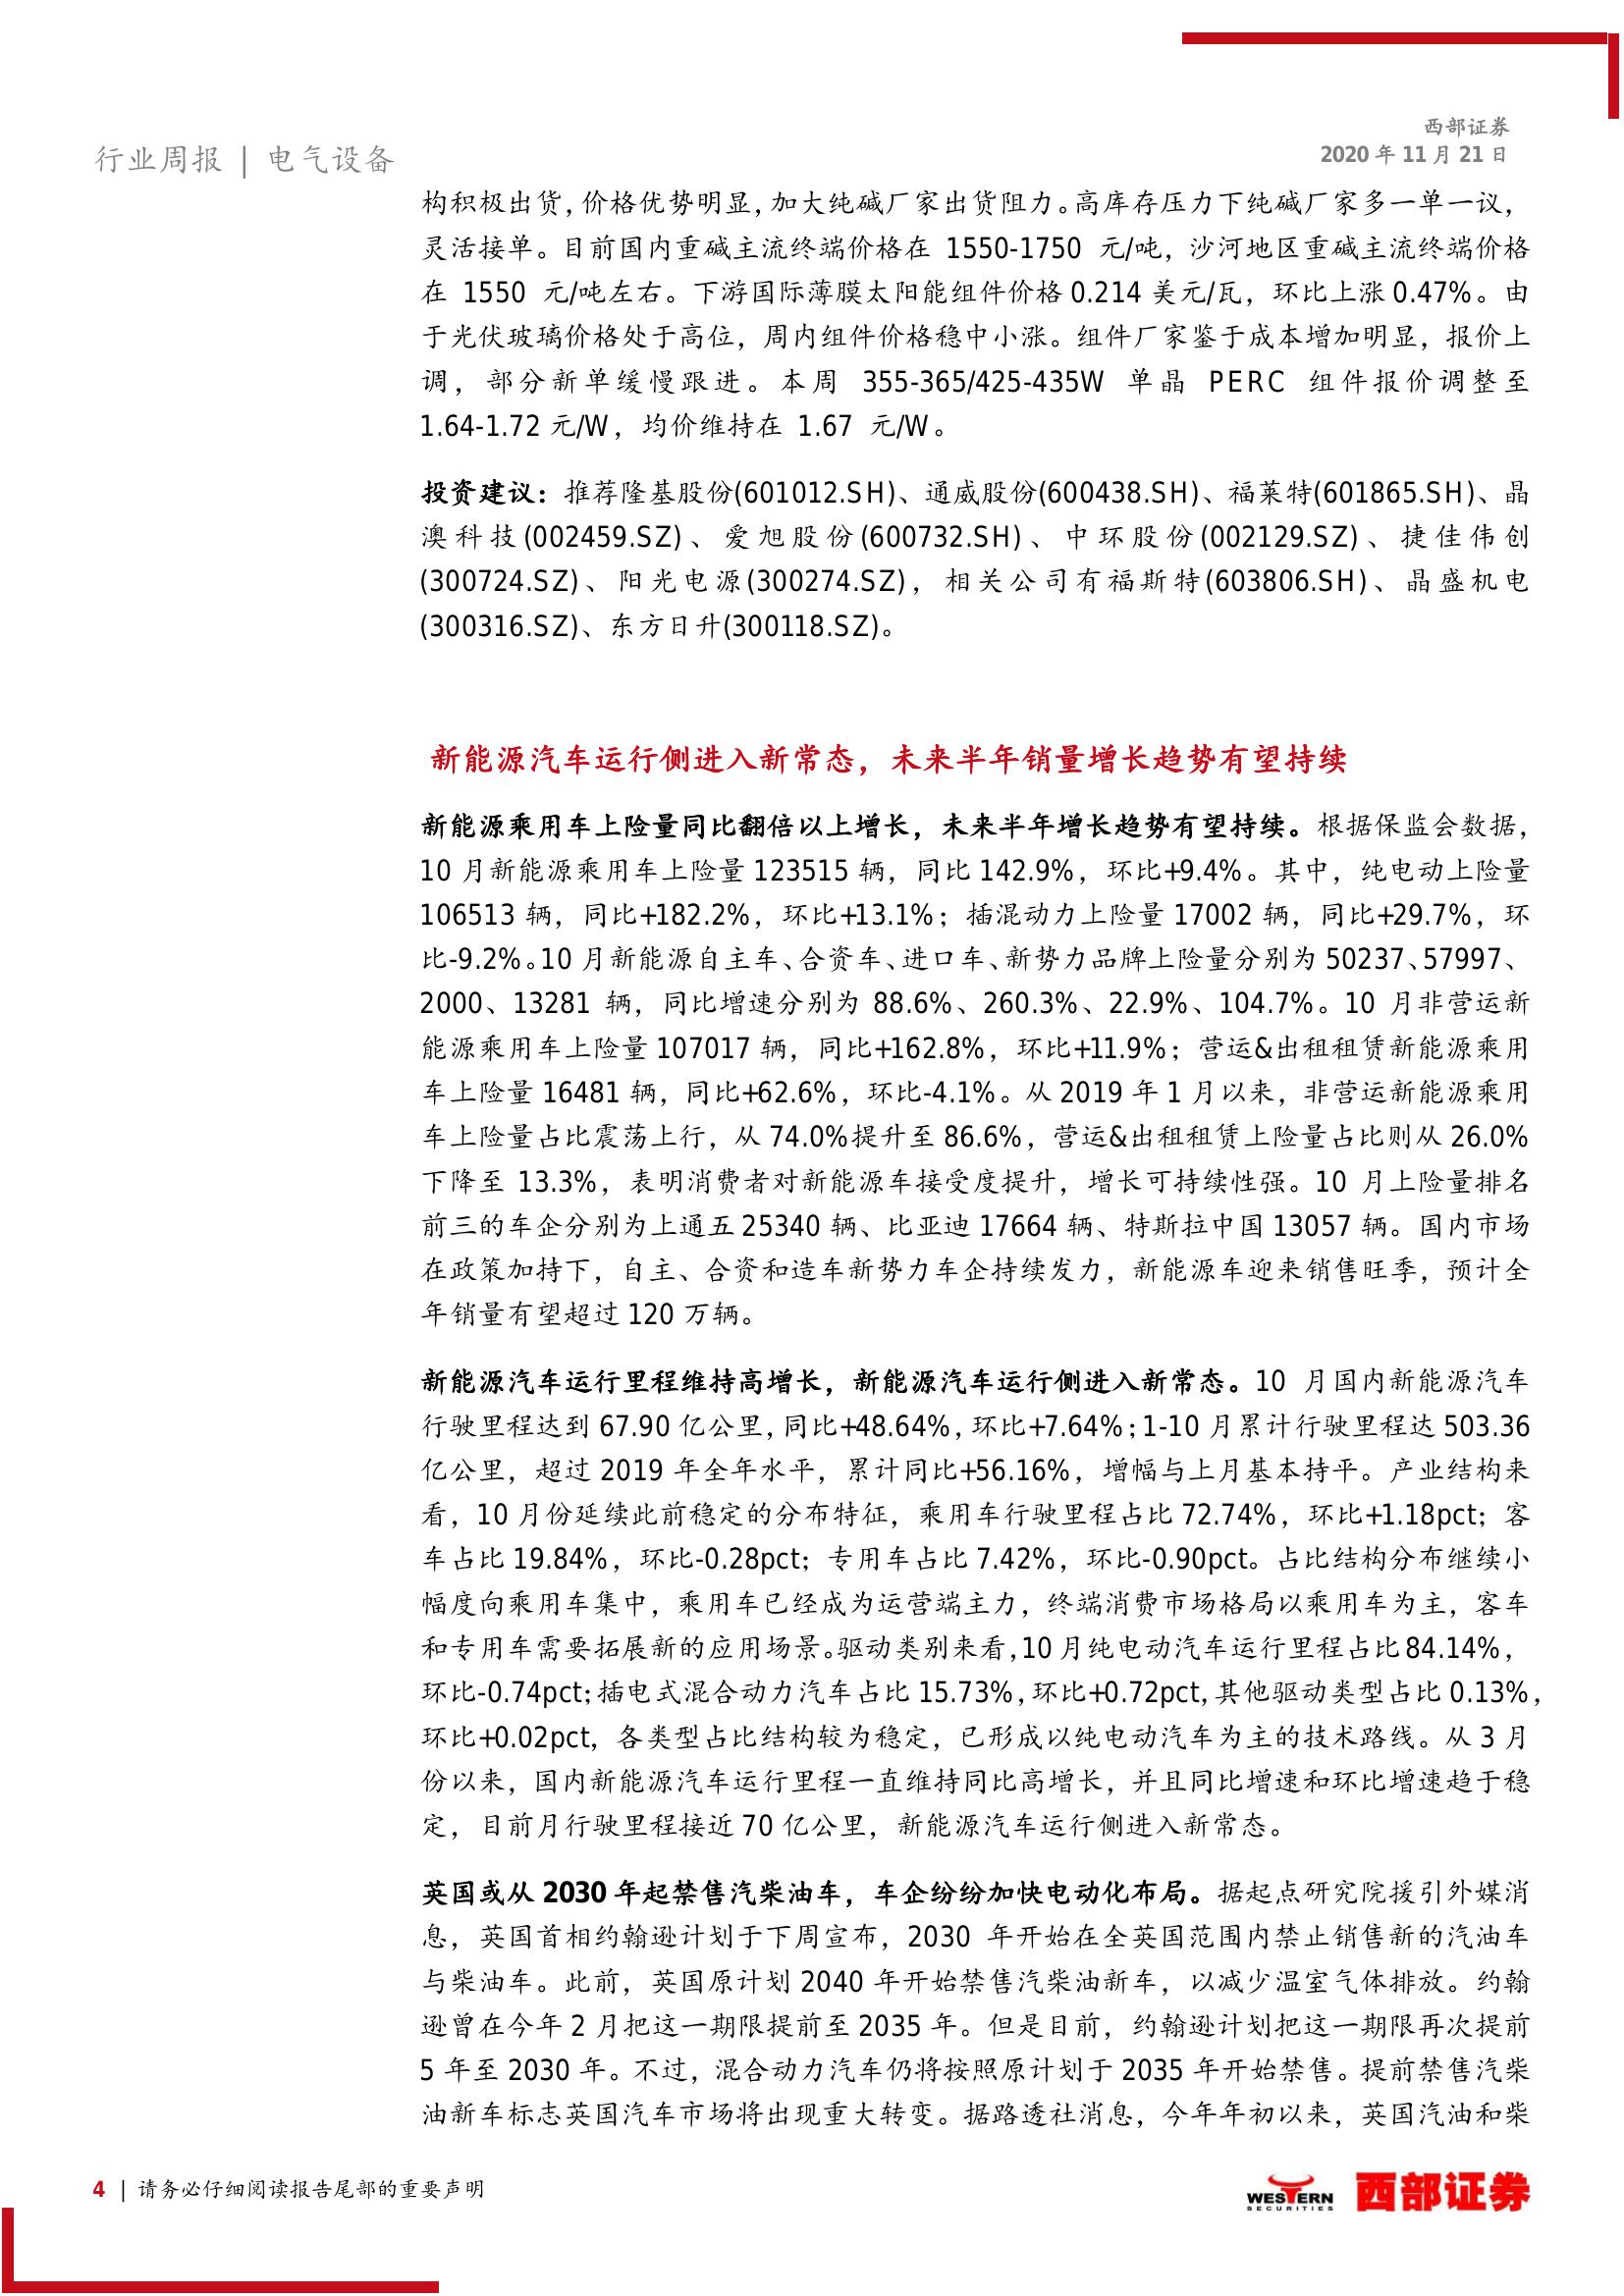 西部证券
2020 年 11 月 21 日
行业周报 | 电气设备
构积极出货，价格优势明显，加大纯碱厂家出货阻力。高库存压力下纯碱厂家多一单一议，
灵活接单。目前国内重碱主流终端价格在 1550-1750 元/吨，沙河地区重碱主流终端价格
在 1550 元/吨左右。下游国际薄膜太阳能组件价格 0.214 美元/瓦，环比上涨 0.47%。由
于光伏玻璃价格处于高位，周内组件价格稳中小涨。组件厂家鉴于成本增加明显，报价上
调，部分新单缓慢跟进。本周 355-365/425-435W 单晶 PERC 组件报价调整至
1.64-1.72 元/W，均价维持在 1.67 元/W。
投资建议：推荐隆基股份(601012.SH)、通威股份(600438.SH)、福莱特(601865.SH)、晶
澳科技(002459.SZ)、爱旭股份(600732.SH)、中环股份(002129.SZ)、捷佳伟创
(300724.SZ)、阳光电源(300274.SZ)，相关公司有福斯特(603806.SH)、晶盛机电
(300316.SZ)、东方日升(300118.SZ)。
新能源汽车运行侧进入新常态，未来半年销量增长趋势有望持续
新能源乘用车上险量同比翻倍以上增长，未来半年增长趋势有望持续。根据保监会数据，
10 月新能源乘用车上险量 123515 辆，同比 142.9%，环比+9.4%。其中，纯电动上险量
106513 辆，同比+182.2%，环比+13.1%；插混动力上险量 17002 辆，同比+29.7%，环
比-9.2%。10 月新能源自主车、合资车、进口车、新势力品牌上险量分别为 50237、57997、
2000、13281 辆，同比增速分别为 88.6%、260.3%、22.9%、104.7%。10 月非营运新
能源乘用车上险量 107017 辆，同比+162.8%，环比+11.9%；营运&出租租赁新能源乘用
车上险量 16481 辆，同比+62.6%，环比-4.1%。从 2019 年 1 月以来，非营运新能源乘用
车上险量占比震荡上行，从 74.0%提升至 86.6%，营运&出租租赁上险量占比则从 26.0%
下降至 13.3%，表明消费者对新能源车接受度提升，增长可持续性强。10 月上险量排名
前三的车企分别为上通五 25340 辆、比亚迪 17664 辆、特斯拉中国 13057 辆。国内市场
在政策加持下，自主、合资和造车新势力车企持续发力，新能源车迎来销售旺季，预计全
年销量有望超过 120 万辆。
新能源汽车运行里程维持高增长，新能源汽车运行侧进入新常态。10 月国内新能源汽车
行驶里程达到 67.90 亿公里，同比+48.64%，环比+7.64%；1-10 月累计行驶里程达 503.36
亿公里，超过 2019 年全年水平，累计同比+56.16%，增幅与上月基本持平。产业结构来
看，10 月份延续此前稳定的分布特征，乘用车行驶里程占比 72.74%，环比+1.18pct；客
车占比 19.84%，环比-0.28pct；专用车占比 7.42%，环比-0.90pct。占比结构分布继续小
幅度向乘用车集中，乘用车已经成为运营端主力，终端消费市场格局以乘用车为主，客车
和专用车需要拓展新的应用场景。驱动类别来看，10 月纯电动汽车运行里程占比 84.14%，
环比-0.74pct；插电式混合动力汽车占比 15.73%，环比+0.72pct，其他驱动类型占比 0.13%，
环比+0.02pct，各类型占比结构较为稳定，已形成以纯电动汽车为主的技术路线。从 3 月
份以来，国内新能源汽车运行里程一直维持同比高增长，并且同比增速和环比增速趋于稳
定，目前月行驶里程接近 70 亿公里，新能源汽车运行侧进入新常态。
英国或从 2030 年起禁售汽柴油车，车企纷纷加快电动化布局。据起点研究院援引外媒消
息，英国首相约翰逊计划于下周宣布，2030 年开始在全英国范围内禁止销售新的汽油车
与柴油车。此前，英国原计划 2040 年开始禁售汽柴油新车，以减少温室气体排放。约翰
逊曾在今年 2 月把这一期限提前至 2035 年。但是目前，约翰逊计划把这一期限再次提前
5 年至 2030 年。不过，混合动力汽车仍将按照原计划于 2035 年开始禁售。提前禁售汽柴
油新车标志英国汽车市场将出现重大转变。据路透社消息，今年年初以来，英国汽油和柴
4 | 请务必仔细阅读报告尾部的重要声明
WESTERN
SECURITIES
西部证券